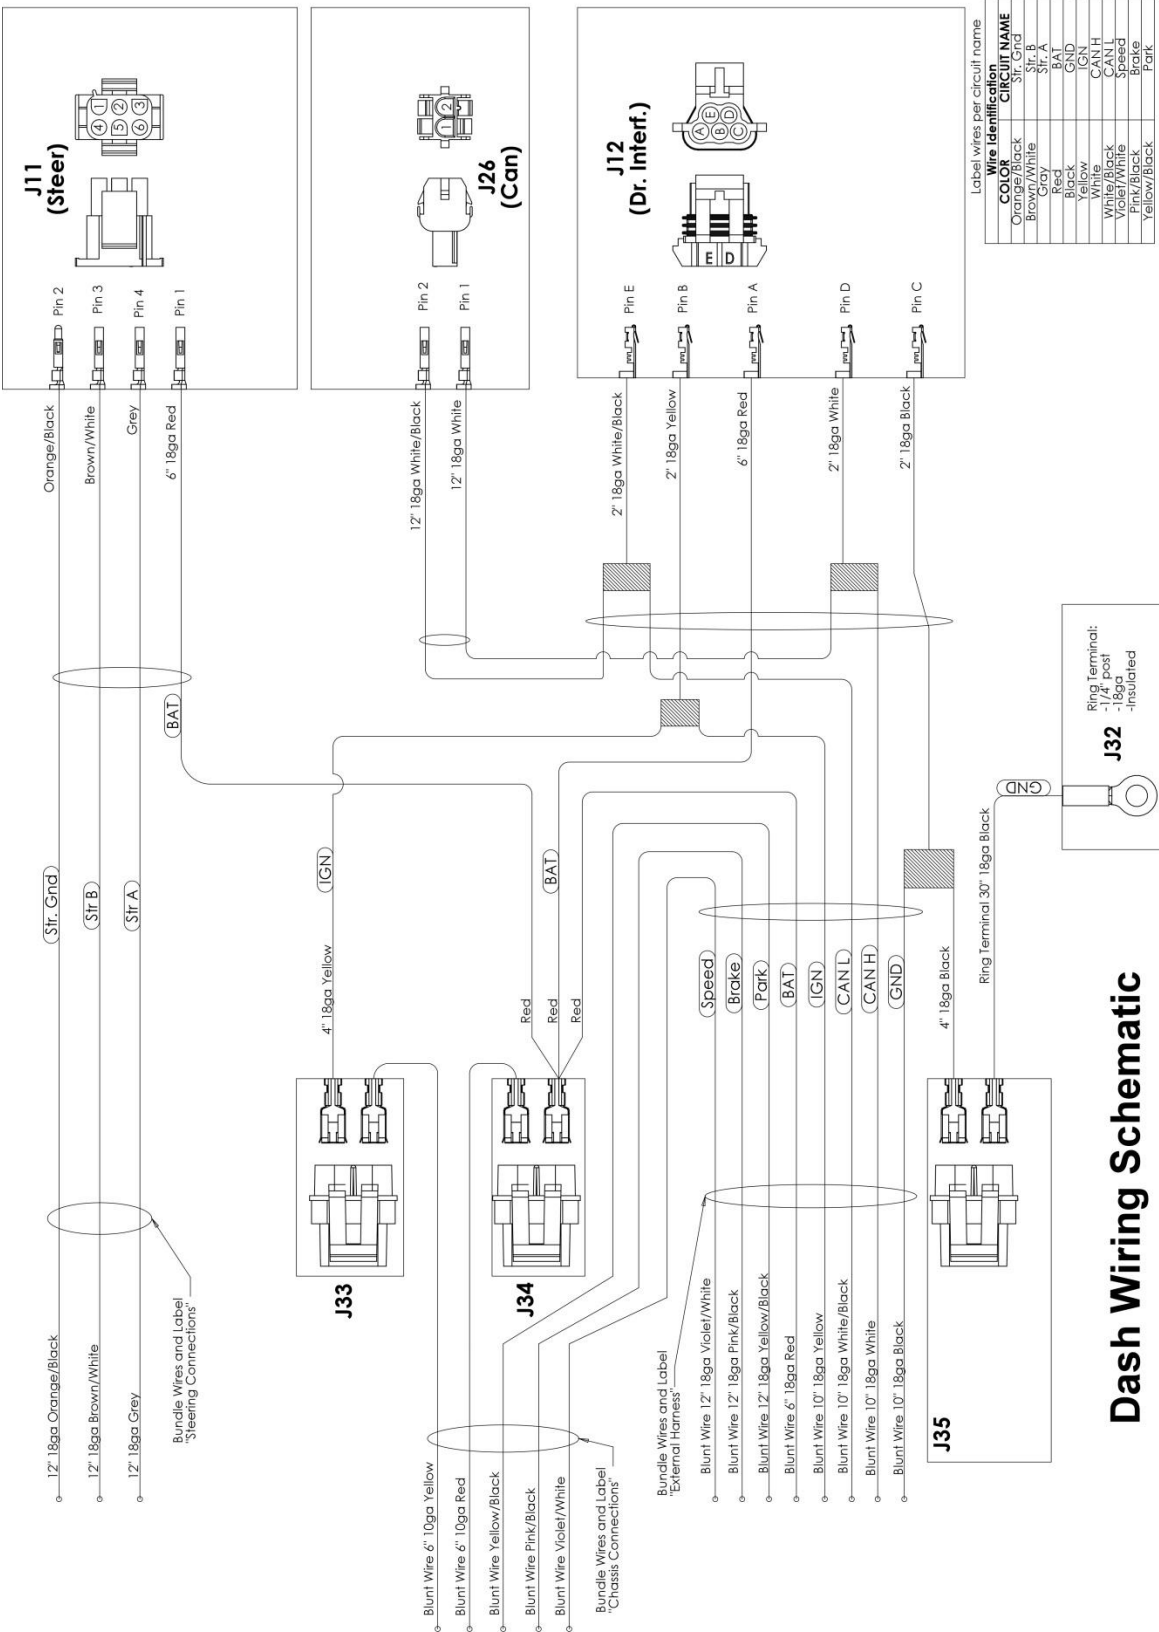 J11
(Steer)
J26
(Can)
J12
(Dr. Interf.)
1
2
3
4
5
6
1
2
A
B
C
D
E
E
D
Pin 2
Pin 3
Pin 4
Pin 1
Pin 2
Pin 1
Pin E
Pin B
Pin A
Pin D
Pin C
Label wires per circuit name
Wire Identification
COLOR CIRCUIT NAME
Orange/Black Str. Gnd
Brown/White Str. B
Gray Str. A
Red BAT
Black GND
Yellow IGN
White CAN H
White/Black CAN L
Violet/White Speed
Pink/Black Brake
Yellow/Black Park
Orange/Black
Brown/White
Grey
6" 18ga Red
12" 18ga White/Black
12" 18ga White
2" 18ga White/Black
2" 18ga Yellow
6" 18ga Red
2" 18ga White
2" 18ga Black
BAT
Str. Gnd
Str B
Str A
IGN
BAT
4" 18ga Yellow
Red
Red
Red
Speed
Brake
Park
BAT
IGN
CAN L
CAN H
GND
4" 18ga Black
Ring Terminal 30" 18ga Black
GND
Ring Terminal:
-1/4" post
-18ga
-Insulated
J32
J33
J34
J35
12" 18ga Orange/Black
12" 18ga Brown/White
12" 18ga Grey
Bundle Wires and Label
"Steering Connections"
Blunt Wire 6" 10ga Yellow
Blunt Wire 6" 10ga Red
Blunt Wire Yellow/Black
Blunt Wire Pink/Black
Blunt Wire Violet/White
Bundle Wires and Label
"Chassis Connections"
Bundle Wires and Label
"External Harness"
Blunt Wire 12" 18ga Violet/White
Blunt Wire 12" 18ga Pink/Black
Blunt Wire 12" 18ga Yellow/Black
Blunt Wire 6" 18ga Red
Blunt Wire 10" 18ga Yellow
Blunt Wire 10" 18ga White/Black
Blunt Wire 10" 18ga White
Blunt Wire 10" 18ga Black
Dash Wiring Schematic